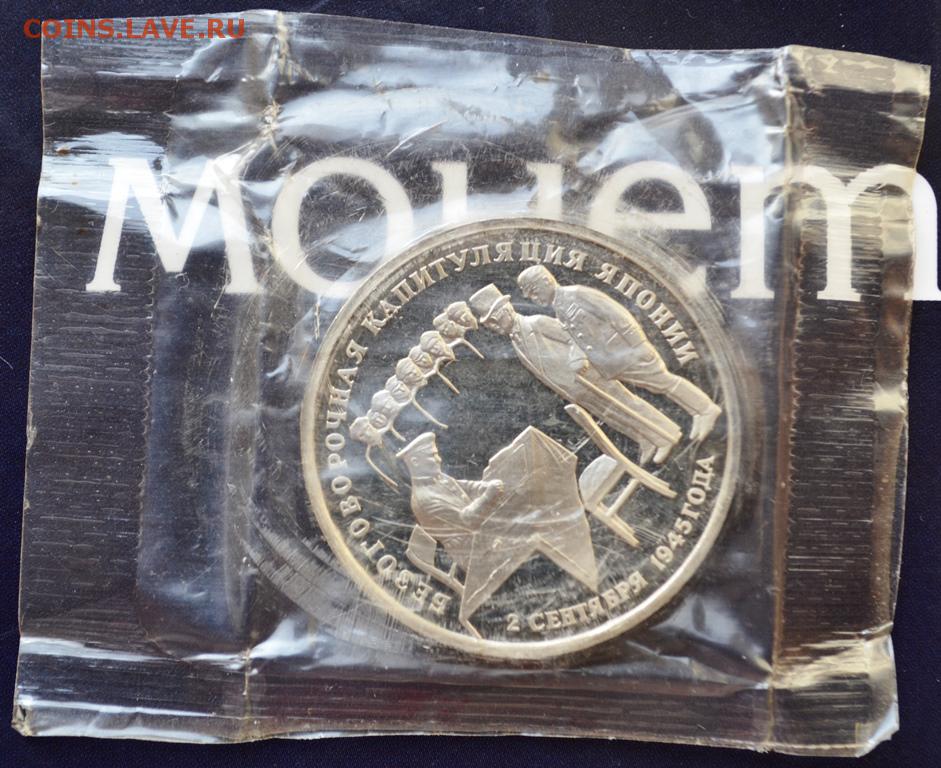 COINS.LAVE.RU
Монет
БЕЗОГОВОРОЧНАЯ КАПИТУЛЯЦИЯ ЯПОНИИ
2 СЕНТЯБРЯ 1945 ГОДА